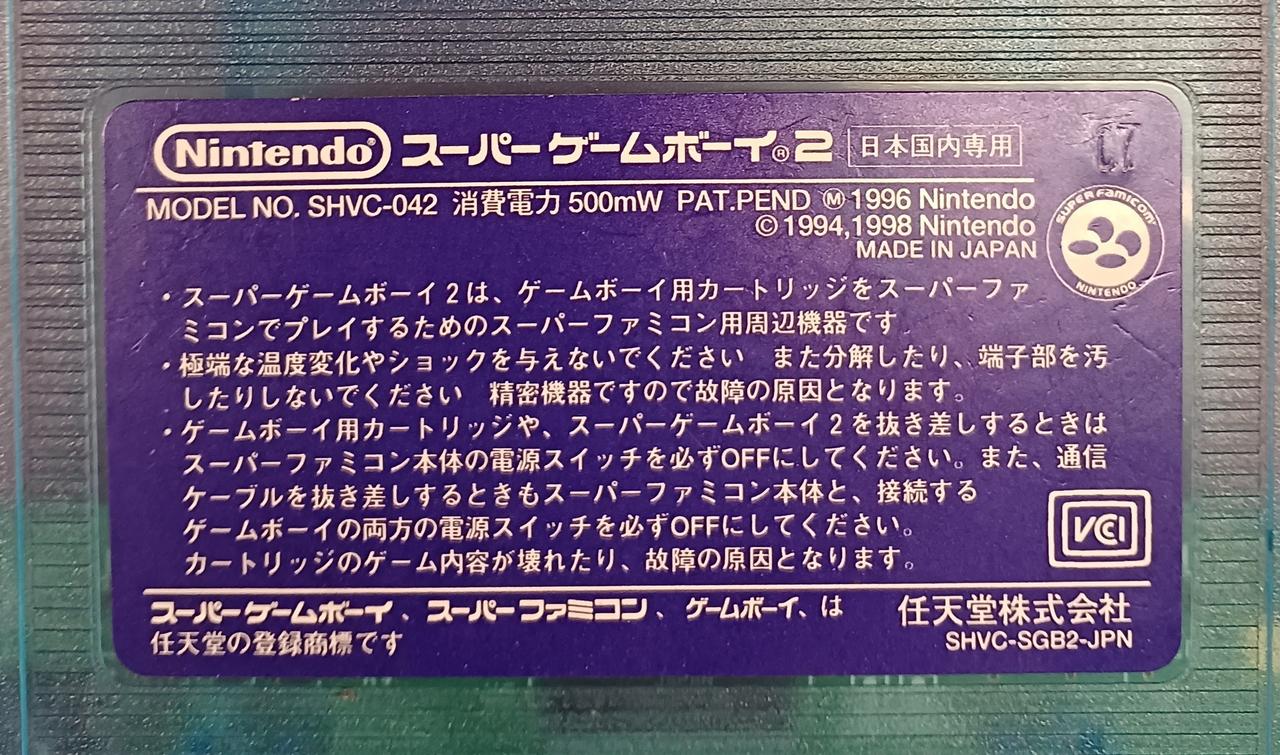 Nintendo® スーパーゲームボーイ®2 日本国内専用
17
MODEL NO. SHVC-042 消費電力 500mW PAT.PEND Ⓜ 1996 Nintendo
© 1994,1998 Nintendo
MADE IN JAPAN
SUPER FAMICOM
NINTENDO
・スーパーゲームボーイ2は、ゲームボーイ用カートリッジをスーパーファ
ミコンでプレイするためのスーパーファミコン用周辺機器です
・極端な温度変化やショックを与えないでください また分解したり、端子部を汚
したりしないでください 精密機器ですので故障の原因となります。
・ゲームボーイ用カートリッジや、スーパーゲームボーイ2を抜き差しするときは
スーパーファミコン本体の電源スイッチを必ずOFFにしてください。また、通信
ケーブルを抜き差しするときもスーパーファミコン本体と、接続する
ゲームボーイの両方の電源スイッチを必ずOFFにしてください。
カートリッジのゲーム内容が壊れたり、故障の原因となります。
VCCI
スーパーゲームボーイ、スーパーファミコン、ゲームボーイ、は
任天堂の登録商標です
任天堂株式会社
SHVC-SGB2-JPN